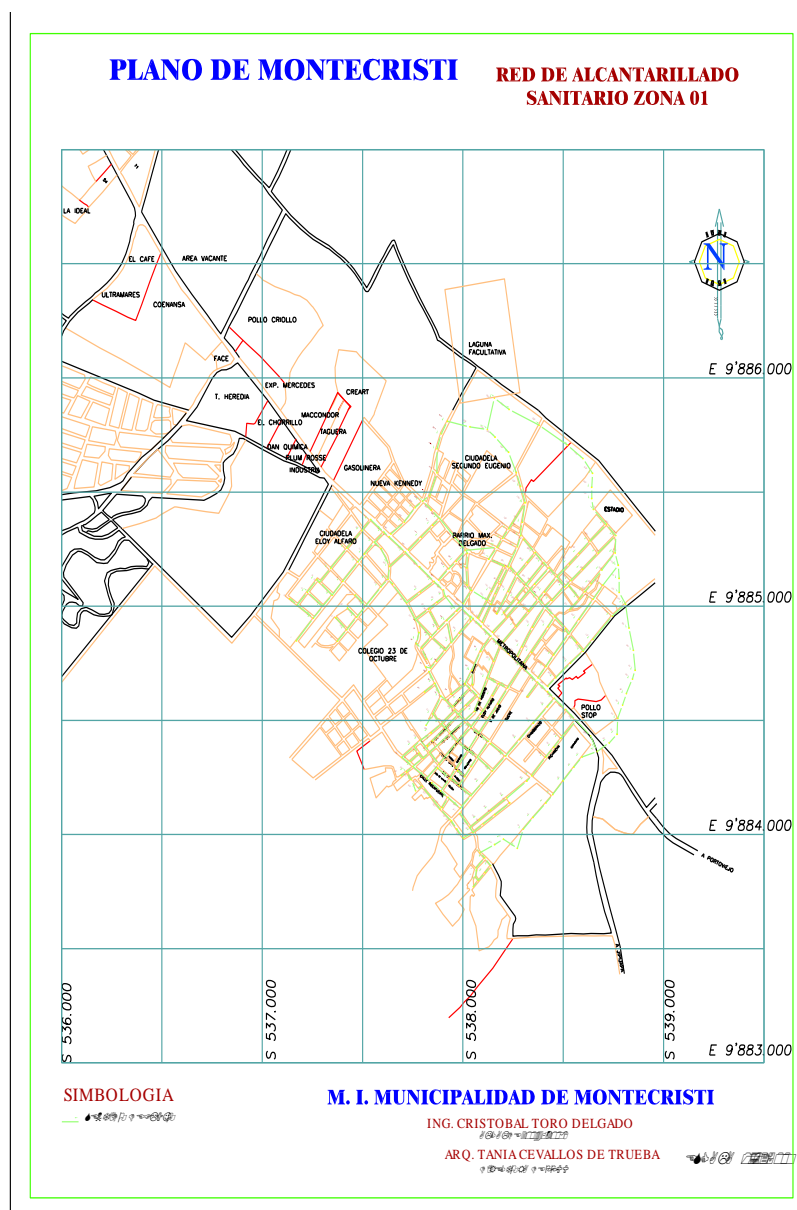 PLANO DE MONTECRISTI
RED DE ALCANTARILLADO
SANITARIO ZONA 01
LA IDEAL
EL CAFE
AREA VACANTE
N
ULTRAMARES
COENANSA
POLLO CRIOLLO
LAGUNA
FACULTATIVA
FACE
E 9'886.000
EXP. MERCEDES
CREART
T. HEREDIA
MACCONDOR
EL CHORRILLO
TAGUERA
DAN QUIMICA
PLUM ROSSE
INDUSTRIA
GASOLINERA
CIUDADELA
SEGUNDO EUGENIO
NUEVA KENNEDY
ESTADIO
CIUDADELA
ELOY ALFARO
BARRIO MAX.
DELGADO
E 9'885.000
COLEGIO 23 DE
OCTUBRE
METROPOLITANA
POLLO
STOP
E 9'884.000
A PORTOVIEJO
S 536.000
S 537.000
S 538.000
S 539.000
E 9'883.000
SIMBOLOGIA
M. I. MUNICIPALIDAD DE MONTECRISTI
ING. CRISTOBAL TORO DELGADO
ARQ. TANIA CEVALLOS DE TRUEBA